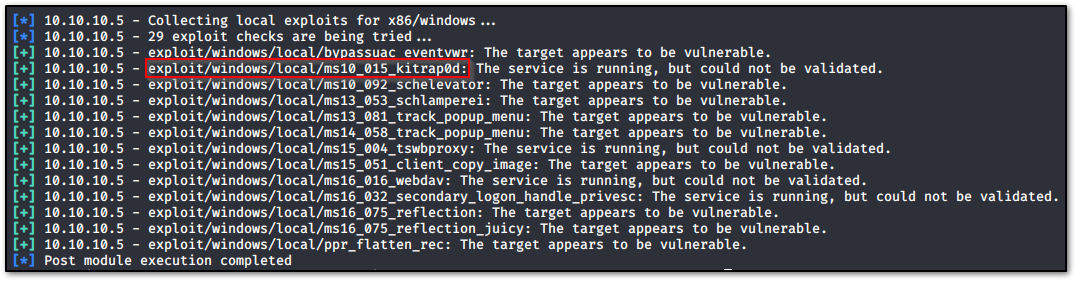 [*] 10.10.10.5 - Collecting local exploits for x86/windows...
[*] 10.10.10.5 - 29 exploit checks are being tried...
[+] 10.10.10.5 - exploit/windows/local/bypassuac_eventvwr: The target appears to be vulnerable.
[+] 10.10.10.5 - exploit/windows/local/ms10_015_kitrap0d: The service is running, but could not be validated.
[+] 10.10.10.5 - exploit/windows/local/ms10_092_schelevator: The target appears to be vulnerable.
[+] 10.10.10.5 - exploit/windows/local/ms13_053_schlamperei: The target appears to be vulnerable.
[+] 10.10.10.5 - exploit/windows/local/ms13_081_track_popup_menu: The target appears to be vulnerable.
[+] 10.10.10.5 - exploit/windows/local/ms14_058_track_popup_menu: The target appears to be vulnerable.
[+] 10.10.10.5 - exploit/windows/local/ms15_004_tswbproxy: The service is running, but could not be validated.
[+] 10.10.10.5 - exploit/windows/local/ms15_051_client_copy_image: The target appears to be vulnerable.
[+] 10.10.10.5 - exploit/windows/local/ms16_016_webdav: The service is running, but could not be validated.
[+] 10.10.10.5 - exploit/windows/local/ms16_032_secondary_logon_handle_privesc: The service is running, but could not be validated.
[+] 10.10.10.5 - exploit/windows/local/ms16_075_reflection: The target appears to be vulnerable.
[+] 10.10.10.5 - exploit/windows/local/ms16_075_reflection_juicy: The target appears to be vulnerable.
[+] 10.10.10.5 - exploit/windows/local/ppr_flatten_rec: The target appears to be vulnerable.
[*] Post module execution completed